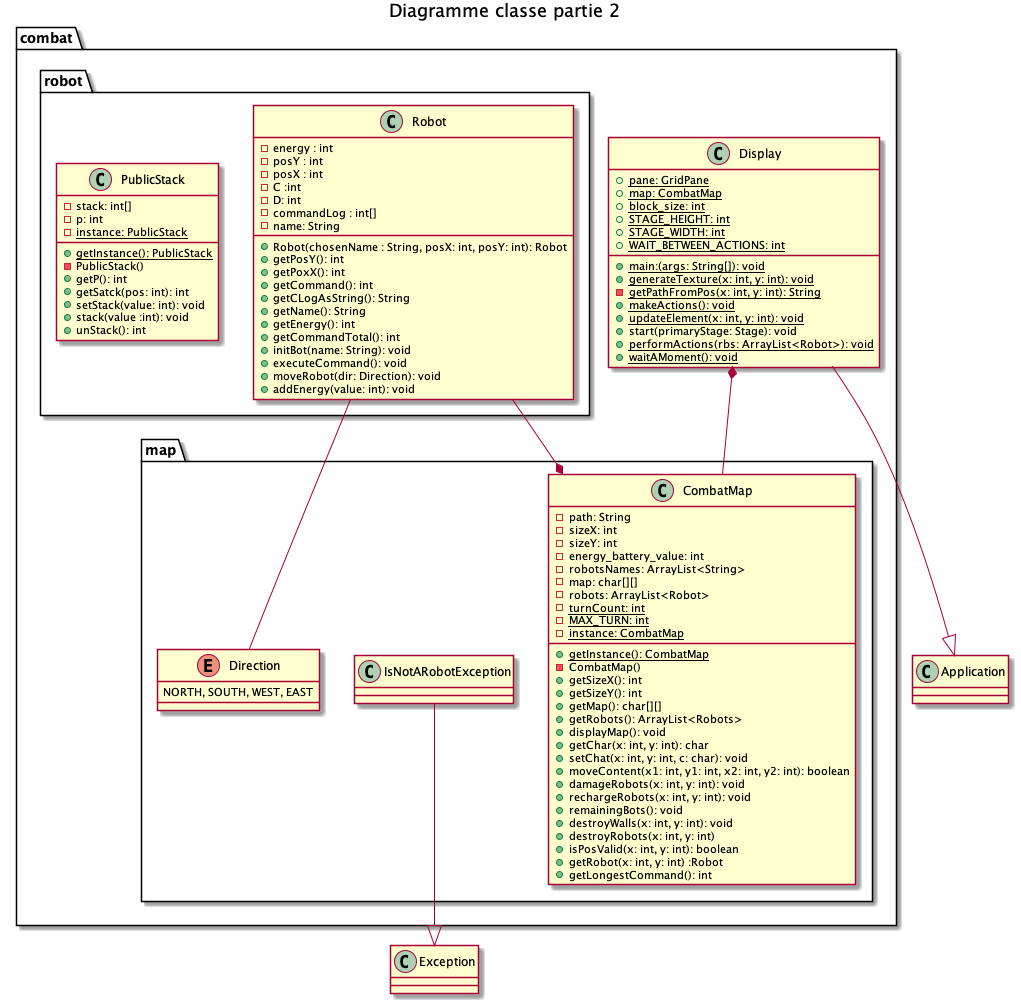 Diagramme classe partie 2
combat
robot
C PublicStack
stack: int[]
p: int
instance: PublicStack
getInstance(): PublicStack
PublicStack()
getP(): int
getSatck(pos: int): int
setStack(value: int): void
stack(value :int): void
unStack(): int
C Robot
energy : int
posY : int
posX : int
C :int
D: int
commandLog : int[]
name: String
Robot(chosenName : String, posX: int, posY: int): Robot
getPosY(): int
getPoxX(): int
getCommand(): int
getCLogAsString(): String
getName(): String
getEnergy(): int
getCommandTotal(): int
initBot(name: String): void
executeCommand(): void
moveRobot(dir: Direction): void
addEnergy(value: int): void
C Display
pane: GridPane
map: CombatMap
block_size: int
STAGE_HEIGHT: int
STAGE_WIDTH: int
WAIT_BETWEEN_ACTIONS: int
main:(args: String[]): void
generateTexture(x: int, y: int): void
getPathFromPos(x: int, y: int): String
makeActions(): void
updateElement(x: int, y: int): void
start(primaryStage: Stage): void
performActions(rbs: ArrayList<Robot>): void
waitAMoment(): void
map
E Direction
NORTH, SOUTH, WEST, EAST
C IsNotARobotException
C CombatMap
path: String
sizeX: int
sizeY: int
energy_battery_value: int
robotsNames: ArrayList<String>
map: char[][]
robots: ArrayList<Robot>
turnCount: int
MAX_TURN: int
instance: CombatMap
getInstance(): CombatMap
CombatMap()
getSizeX(): int
getSizeY(): int
getMap(): char[][]
getRobots(): ArrayList<Robots>
displayMap(): void
getChar(x: int, y: int): char
setChat(x: int, y: int, c: char): void
moveContent(x1: int, y1: int, x2: int, y2: int): boolean
damageRobots(x: int, y: int): void
rechargeRobots(x: int, y: int): void
remainingBots(): void
destroyWalls(x: int, y: int): void
destroyRobots(x: int, y: int)
isPosValid(x: int, y: int): boolean
getRobot(x: int, y: int) :Robot
getLongestCommand(): int
C Application
C Exception